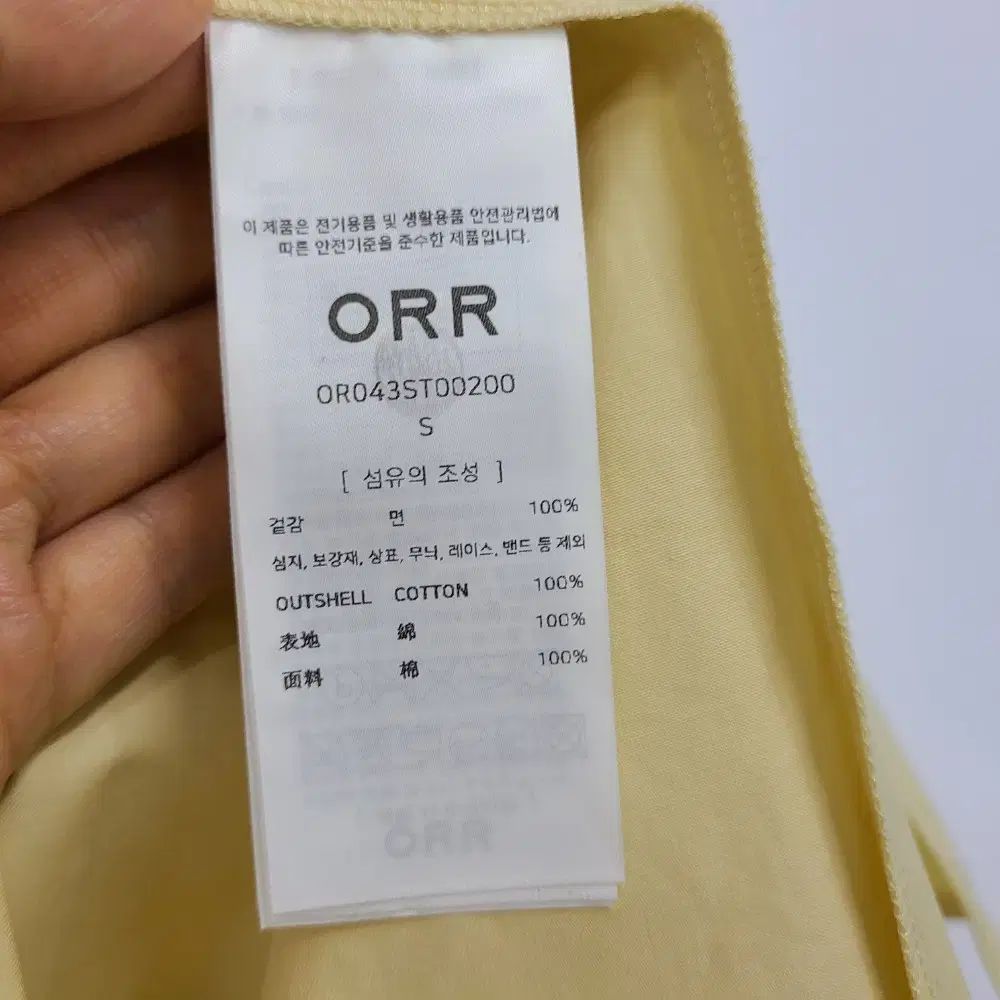 이 제품은 전기용품 및 생활용품 안전관리법에
따른 안전기준을 준수한 제품입니다.
ORR
OR043ST00200
S
[ 섬유의 조성 ]
겉감 면 100%
심지, 보강재, 상표, 무늬, 레이스, 밴드 등 제외
OUTSHELL COTTON 100%
表地 綿 100%
面料 棉 100%
ORR